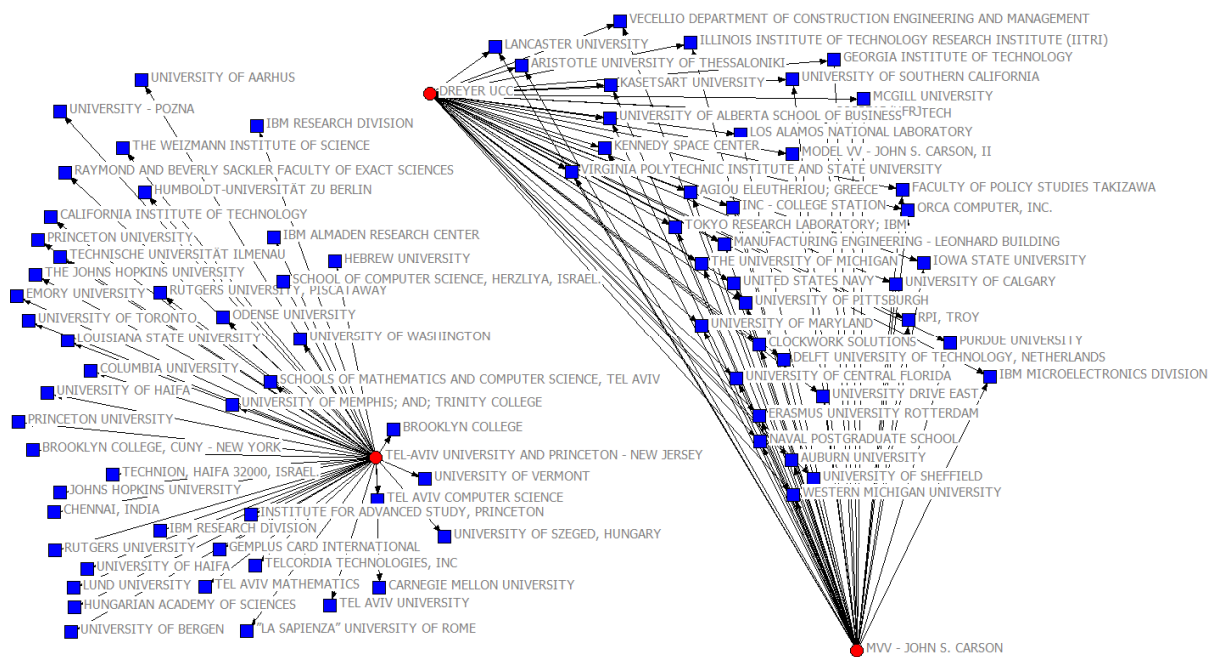 VECELLIO DEPARTMENT OF CONSTRUCTION ENGINEERING AND MANAGEMENT
LANCASTER UNIVERSITY
ILLINOIS INSTITUTE OF TECHNOLOGY RESEARCH INSTITUTE (IITRI)
ARISTOTLE UNIVERSITY OF THESSALONIKI
GEORGIA INSTITUTE OF TECHNOLOGY
UNIVERSITY OF AARHUS
KASETSART UNIVERSITY
UNIVERSITY OF SOUTHERN CALIFORNIA
DREYER UCC
MCGILL UNIVERSITY
UNIVERSITY - POZNA
UNIVERSITY OF ALBERTA SCHOOL OF BUSINESS
TECH
IBM RESEARCH DIVISION
LOS ALAMOS NATIONAL LABORATORY
THE WEIZMANN INSTITUTE OF SCIENCE
KENNEDY SPACE CENTER
MODEL VV - JOHN S. CARSON, II
RAYMOND AND BEVERLY SACKLER FACULTY OF EXACT SCIENCES
VIRGINIA POLYTECHNIC INSTITUTE AND STATE UNIVERSITY
HUMBOLDT-UNIVERSITÄT ZU BERLIN
AGIOU ELEUTHERIOU; GREECE
FACULTY OF POLICY STUDIES TAKIZAWA
INC - COLLEGE STATION
ORCA COMPUTER, INC.
CALIFORNIA INSTITUTE OF TECHNOLOGY
TOKYO RESEARCH LABORATORY; IBM
PRINCETON UNIVERSITY
IBM ALMADEN RESEARCH CENTER
MANUFACTURING ENGINEERING - LEONHARD BUILDING
TECHNISCHE UNIVERSITÄT ILMENAU
HEBREW UNIVERSITY
THE UNIVERSITY OF MICHIGAN
IOWA STATE UNIVERSITY
THE JOHNS HOPKINS UNIVERSITY
SCHOOL OF COMPUTER SCIENCE, HERZLIYA, ISRAEL.
UNITED STATES NAVY
UNIVERSITY OF CALGARY
EMORY UNIVERSITY
RUTGERS UNIVERSITY, PISCATAWAY
UNIVERSITY OF PITTSBURGH
UNIVERSITY OF TORONTO
ODENSE UNIVERSITY
UNIVERSITY OF MARYLAND
RPI, TROY
LOUISIANA STATE UNIVERSITY
UNIVERSITY OF WASHINGTON
CLOCKWORK SOLUTIONS
PURDUE UNIVERSITY
DELFT UNIVERSITY OF TECHNOLOGY, NETHERLANDS
COLUMBIA UNIVERSITY
SCHOOLS OF MATHEMATICS AND COMPUTER SCIENCE, TEL AVIV
UNIVERSITY OF CENTRAL FLORIDA
IBM MICROELECTRONICS DIVISION
UNIVERSITY OF HAIFA
UNIVERSITY DRIVE EAST
UNIVERSITY OF MEMPHIS; AND; TRINITY COLLEGE
ERASMUS UNIVERSITY ROTTERDAM
PRINCETON UNIVERSITY
BROOKLYN COLLEGE
NAVAL POSTGRADUATE SCHOOL
BROOKLYN COLLEGE, CUNY - NEW YORK
TEL-AVIV UNIVERSITY AND PRINCETON - NEW JERSEY
AUBURN UNIVERSITY
TECHNION, HAIFA 32000, ISRAEL.
UNIVERSITY OF VERMONT
UNIVERSITY OF SHEFFIELD
JOHNS HOPKINS UNIVERSITY
TEL AVIV COMPUTER SCIENCE
WESTERN MICHIGAN UNIVERSITY
CHENNAI, INDIA
INSTITUTE FOR ADVANCED STUDY, PRINCETON
IBM RESEARCH DIVISION
UNIVERSITY OF SZEGED, HUNGARY
RUTGERS UNIVERSITY
GEMPLUS CARD INTERNATIONAL
UNIVERSITY OF HAIFA
TELCORDIA TECHNOLOGIES, INC
LUND UNIVERSITY
TEL AVIV MATHEMATICS
CARNEGIE MELLON UNIVERSITY
HUNGARIAN ACADEMY OF SCIENCES
TEL AVIV UNIVERSITY
UNIVERSITY OF BERGEN
"LA SAPIENZA" UNIVERSITY OF ROME
MVV - JOHN S. CARSON